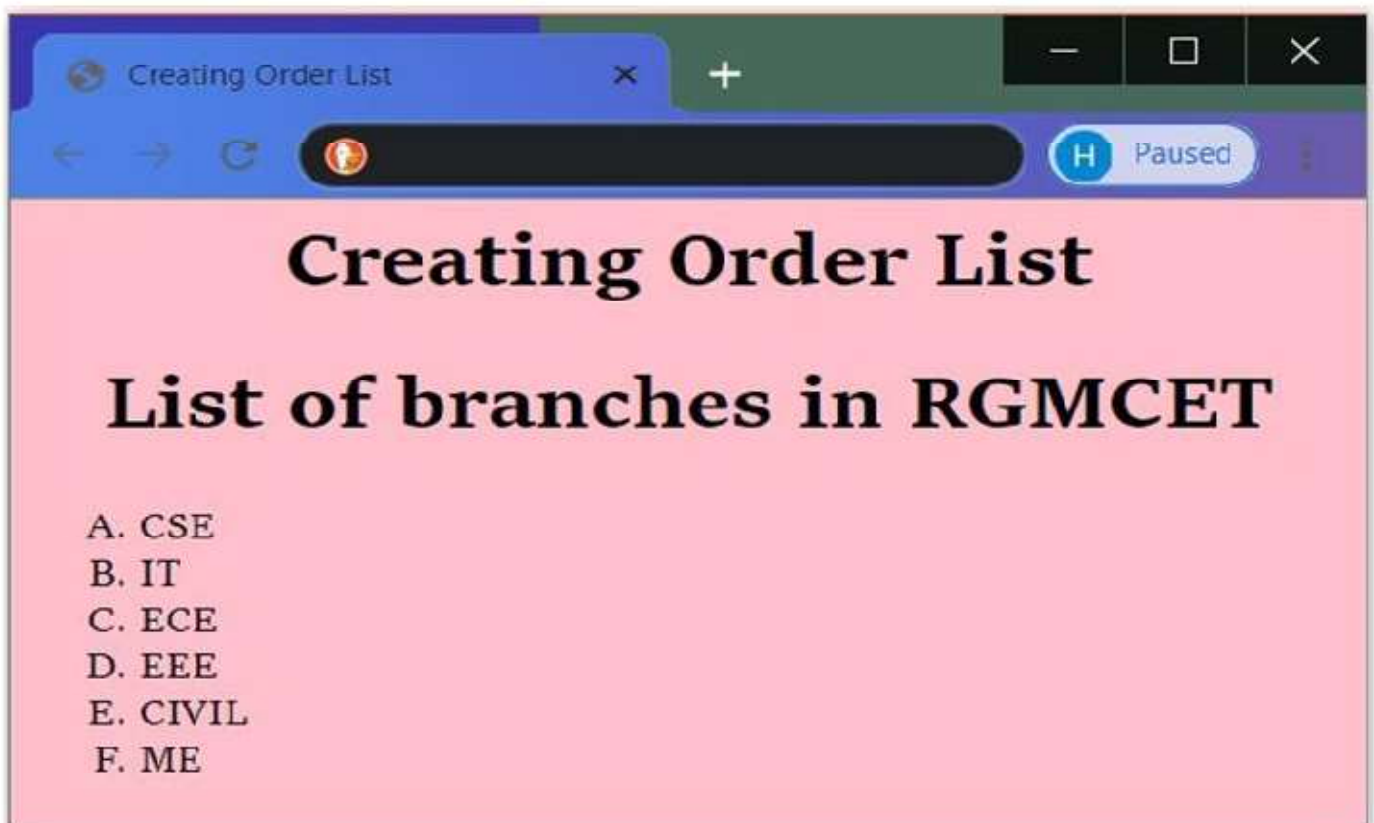 Creating Order List
H Paused
Creating Order List
List of branches in RGMCET
A. CSE
B. IT
C. ECE
D. EEE
E. CIVIL
F. ME